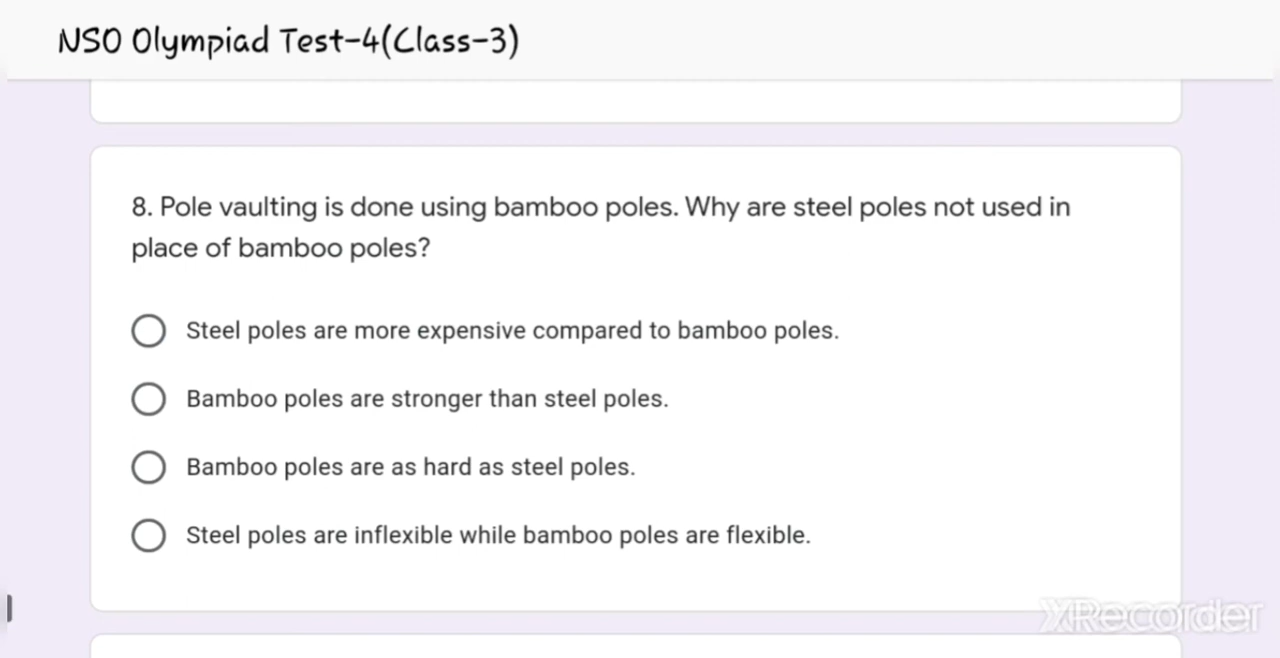 NSO Olympiad Test-4(Class-3)
8. Pole vaulting is done using bamboo poles. Why are steel poles not used in
place of bamboo poles?
Steel poles are more expensive compared to bamboo poles.
Bamboo poles are stronger than steel poles.
Bamboo poles are as hard as steel poles.
Steel poles are inflexible while bamboo poles are flexible.
XRecorder